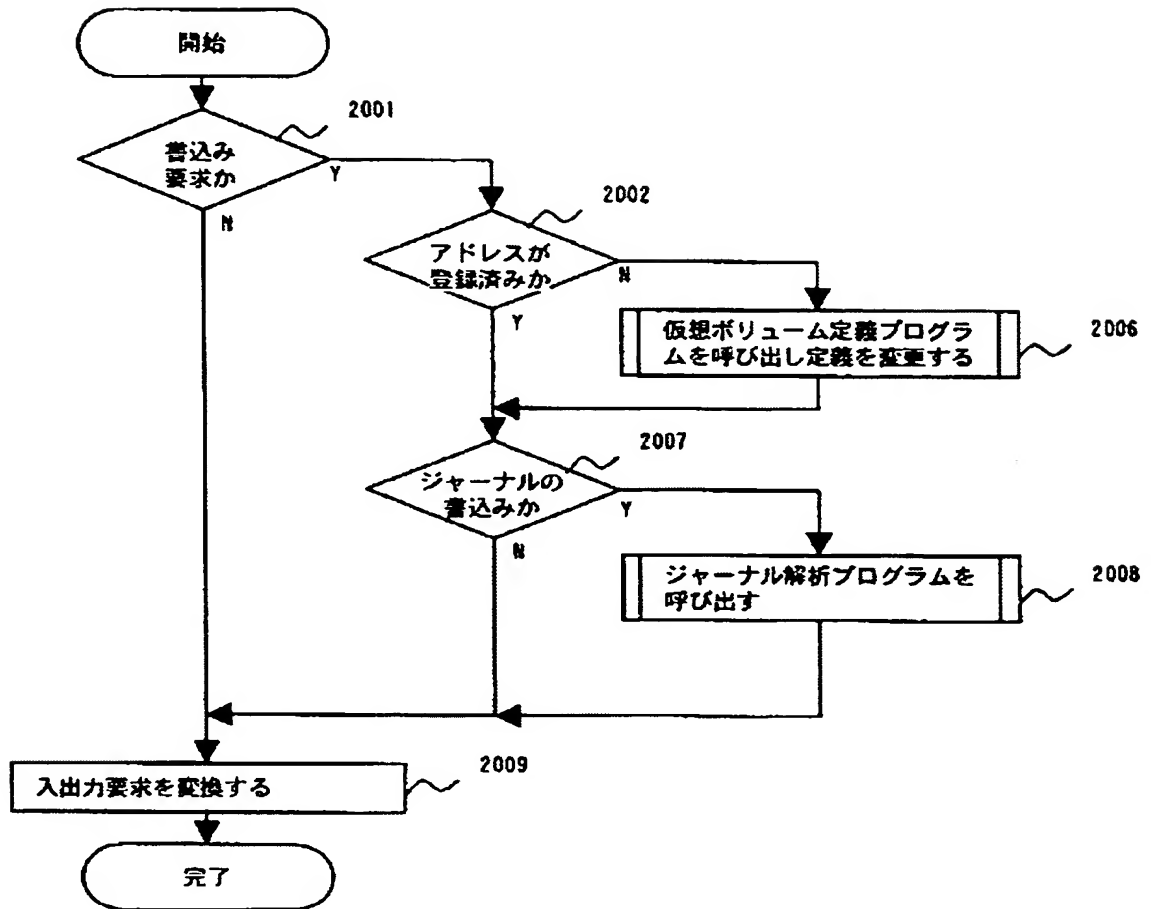 開始
2001
書込み
要求か
Y
N
2002
アドレスが
登録済みか
N
Y
仮想ボリューム定義プログラ
ムを呼び出し定義を変更する
2006
2007
ジャーナルの
書込みか
Y
N
ジャーナル解析プログラムを
呼び出す
2008
2009
入出力要求を変換する
完了